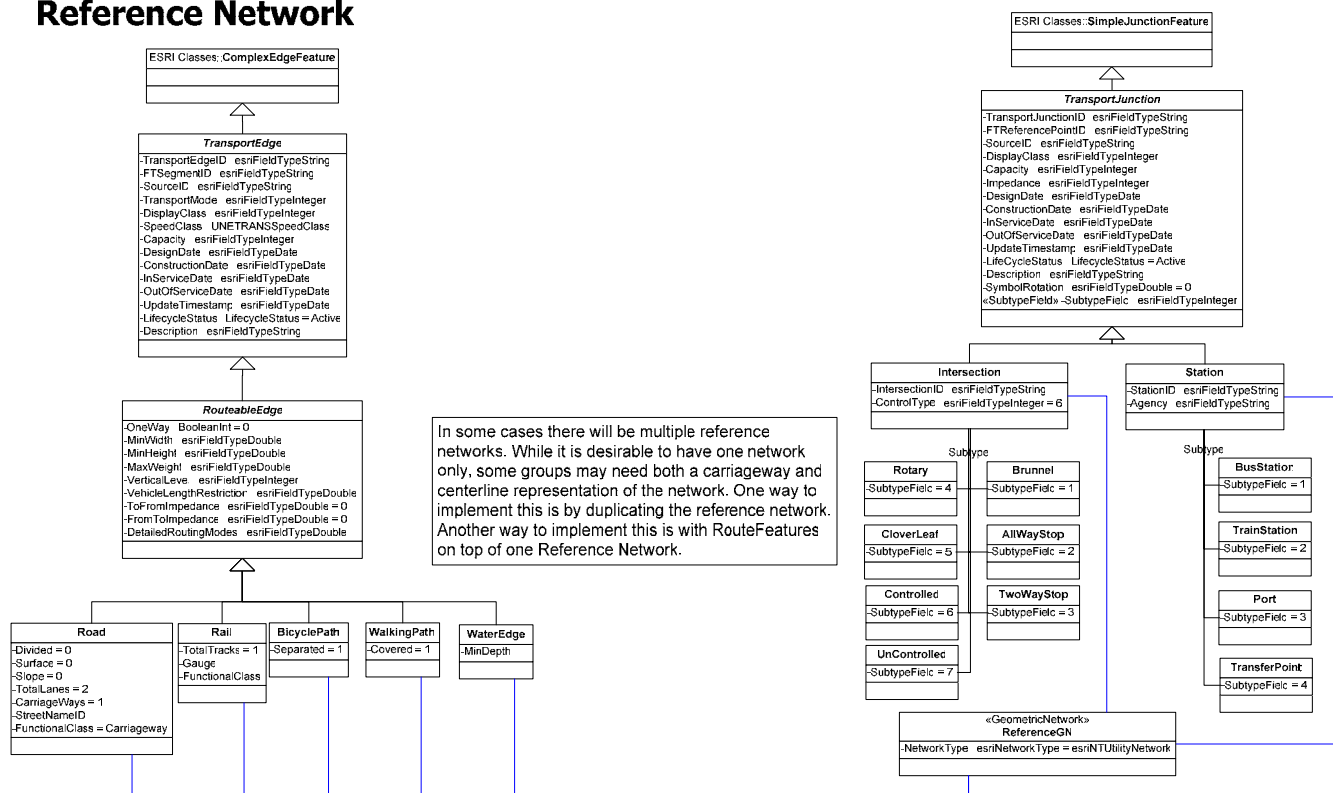 Reference Network
ESRI Classes::ComplexEdgeFeature
TransportEdge
-TransportEdgeID esriFieldTypeString
-FTSegmentID esriFieldTypeString
-SourceID esriFieldTypeString
-TransportMode esriFieldTypeInteger
-DisplayClass esriFieldTypeInteger
-SpeedClass UNETRANSSpeedClass
-Capacity esriFieldTypeInteger
-DesignDate esriFieldTypeDate
-ConstructionDate esriFieldTypeDate
-InServiceDate esriFieldTypeDate
-OutOfServiceDate esriFieldTypeDate
-UpdateTimestamp esriFieldTypeDate
-LifecycleStatus LifecycleStatus = Active
-Description esriFieldTypeString
RouteableEdge
-OneWay BooleanInt = 0
-MinWidth esriFieldTypeDouble
-MinHeight esriFieldTypeDouble
-MaxWeight esriFieldTypeDouble
-VerticalLevel esriFieldTypeInteger
-VehicleLengthRestriction esriFieldTypeDouble
-ToFromImpedance esriFieldTypeDouble = 0
-FromToImpedance esriFieldTypeDouble = 0
-DetailedRoutingModes esriFieldTypeDouble
Road
-Divided = 0
-Surface = 0
-Slope = 0
-TotalLanes = 2
-CarriageWays = 1
-StreetNameID
-FunctionalClass = Carriageway
Rail
-TotalTracks = 1
-Gauge
-FunctionalClass
BicyclePath
-Separated = 1
WalkingPath
-Covered = 1
WaterEdge
-MinDepth
In some cases there will be multiple reference
networks. While it is desirable to have one network
only, some groups may need both a carriageway and
centerline representation of the network. One way to
implement this is by duplicating the reference network.
Another way to implement this is with RouteFeatures
on top of one Reference Network.
ESRI Classes::SimpleJunctionFeature
TransportJunction
-TransportJunctionID esriFieldTypeString
-FTReferencePointID esriFieldTypeString
-SourceID esriFieldTypeString
-DisplayClass esriFieldTypeInteger
-Capacity esriFieldTypeInteger
-Impedance esriFieldTypeInteger
-DesignDate esriFieldTypeDate
-ConstructionDate esriFieldTypeDate
-InServiceDate esriFieldTypeDate
-OutOfServiceDate esriFieldTypeDate
-UpdateTimestamp esriFieldTypeDate
-LifeCycleStatus LifecycleStatus = Active
-Description esriFieldTypeString
-SymbolRotation esriFieldTypeDouble = 0
«SubtypeField» -SubtypeField esriFieldTypeInteger
Intersection
-IntersectionID esriFieldTypeString
-ControlType esriFieldTypeInteger = 6
Station
-StationID esriFieldTypeString
-Agency esriFieldTypeString
Subtype
Rotary
-SubtypeField = 4
Brunnel
-SubtypeField = 1
CloverLeaf
-SubtypeField = 5
AllWayStop
-SubtypeField = 2
Controlled
-SubtypeField = 6
TwoWayStop
-SubtypeField = 3
UnControlled
-SubtypeField = 7
Subtype
BusStation
-SubtypeField = 1
TrainStation
-SubtypeField = 2
Port
-SubtypeField = 3
TransferPoint
-SubtypeField = 4
«GeometricNetwork»
ReferenceGN
-NetworkType esriNetworkType = esriNTUtilityNetwork